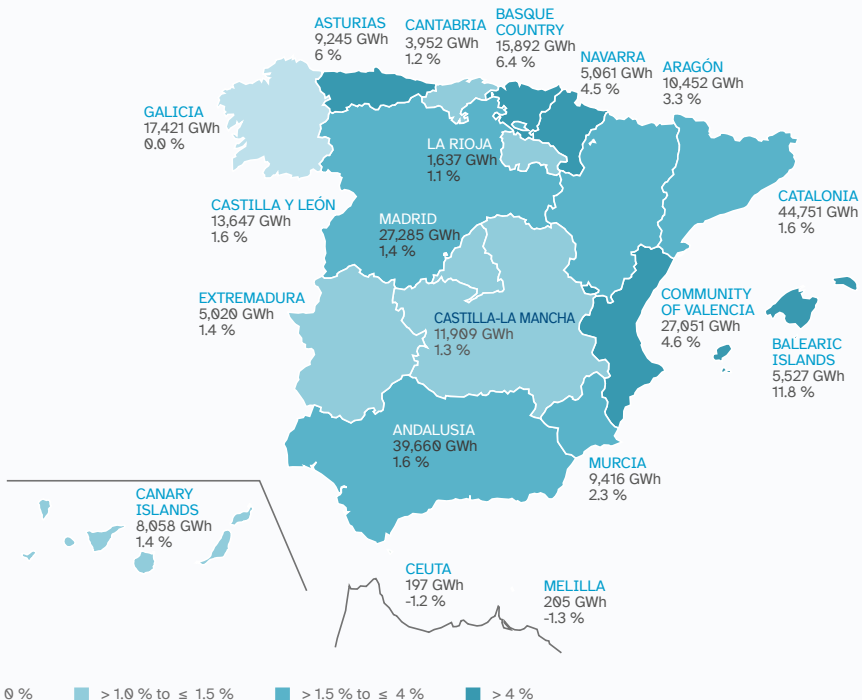 ASTURIAS
9,245 GWh
6 %
CANTABRIA
3,952 GWh
1.2 %
BASQUE
COUNTRY
15,892 GWh
6.4 %
NAVARRA
5,061 GWh
4.5 %
ARAGÓN
10,452 GWh
3.3 %
GALICIA
17,421 GWh
0.0 %
LA RIOJA
1,637 GWh
1.1 %
CASTILLA Y LEÓN
13,647 GWh
1.6 %
MADRID
27,285 GWh
1,4 %
CATALONIA
44,751 GWh
1.6 %
EXTREMADURA
5,020 GWh
1.4 %
CASTILLA-LA MANCHA
11,909 GWh
1.3 %
COMMUNITY
OF VALENCIA
27,051 GWh
4.6 %
BALEARIC
ISLANDS
5,527 GWh
11.8 %
ANDALUSIA
39,660 GWh
1.6 %
MURCIA
9,416 GWh
2.3 %
CANARY
ISLANDS
8,058 GWh
1.4 %
CEUTA
197 GWh
-1.2 %
MELILLA
205 GWh
-1.3 %
0 % > 1.0 % to ≤ 1.5 % > 1.5 % to ≤ 4 % > 4 %